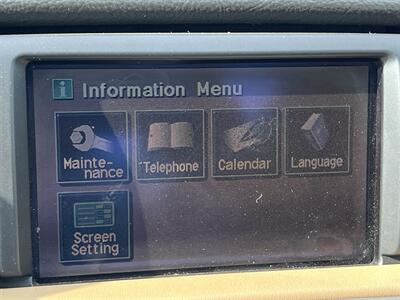 i Information Menu
Mainte-
nance
Telephone
Calendar
Language
Screen
Setting